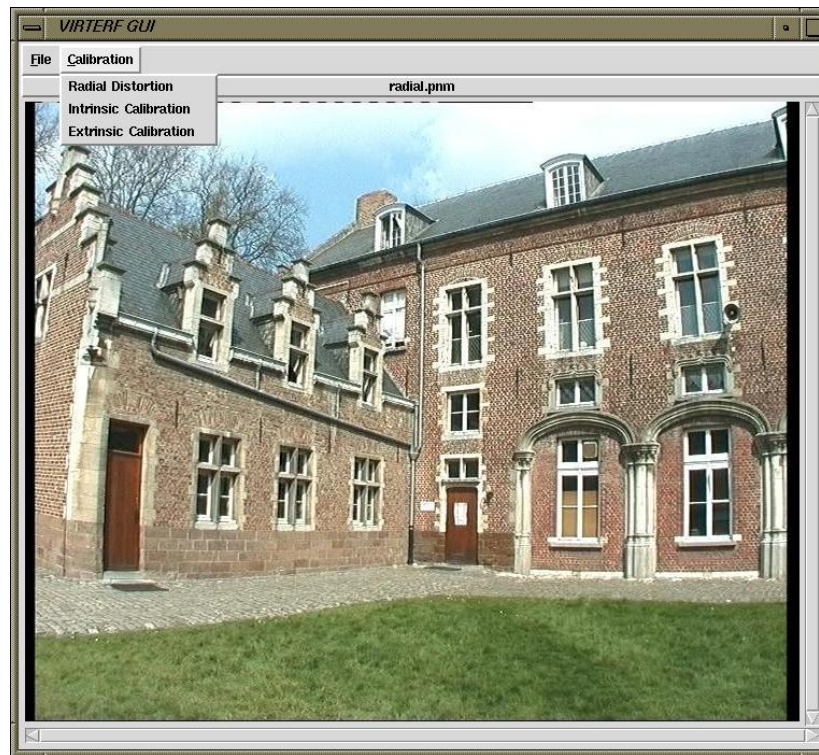 VIRTERF GUI
File Calibration
Radial Distortion
radial.pnm
Intrinsic Calibration
Extrinsic Calibration